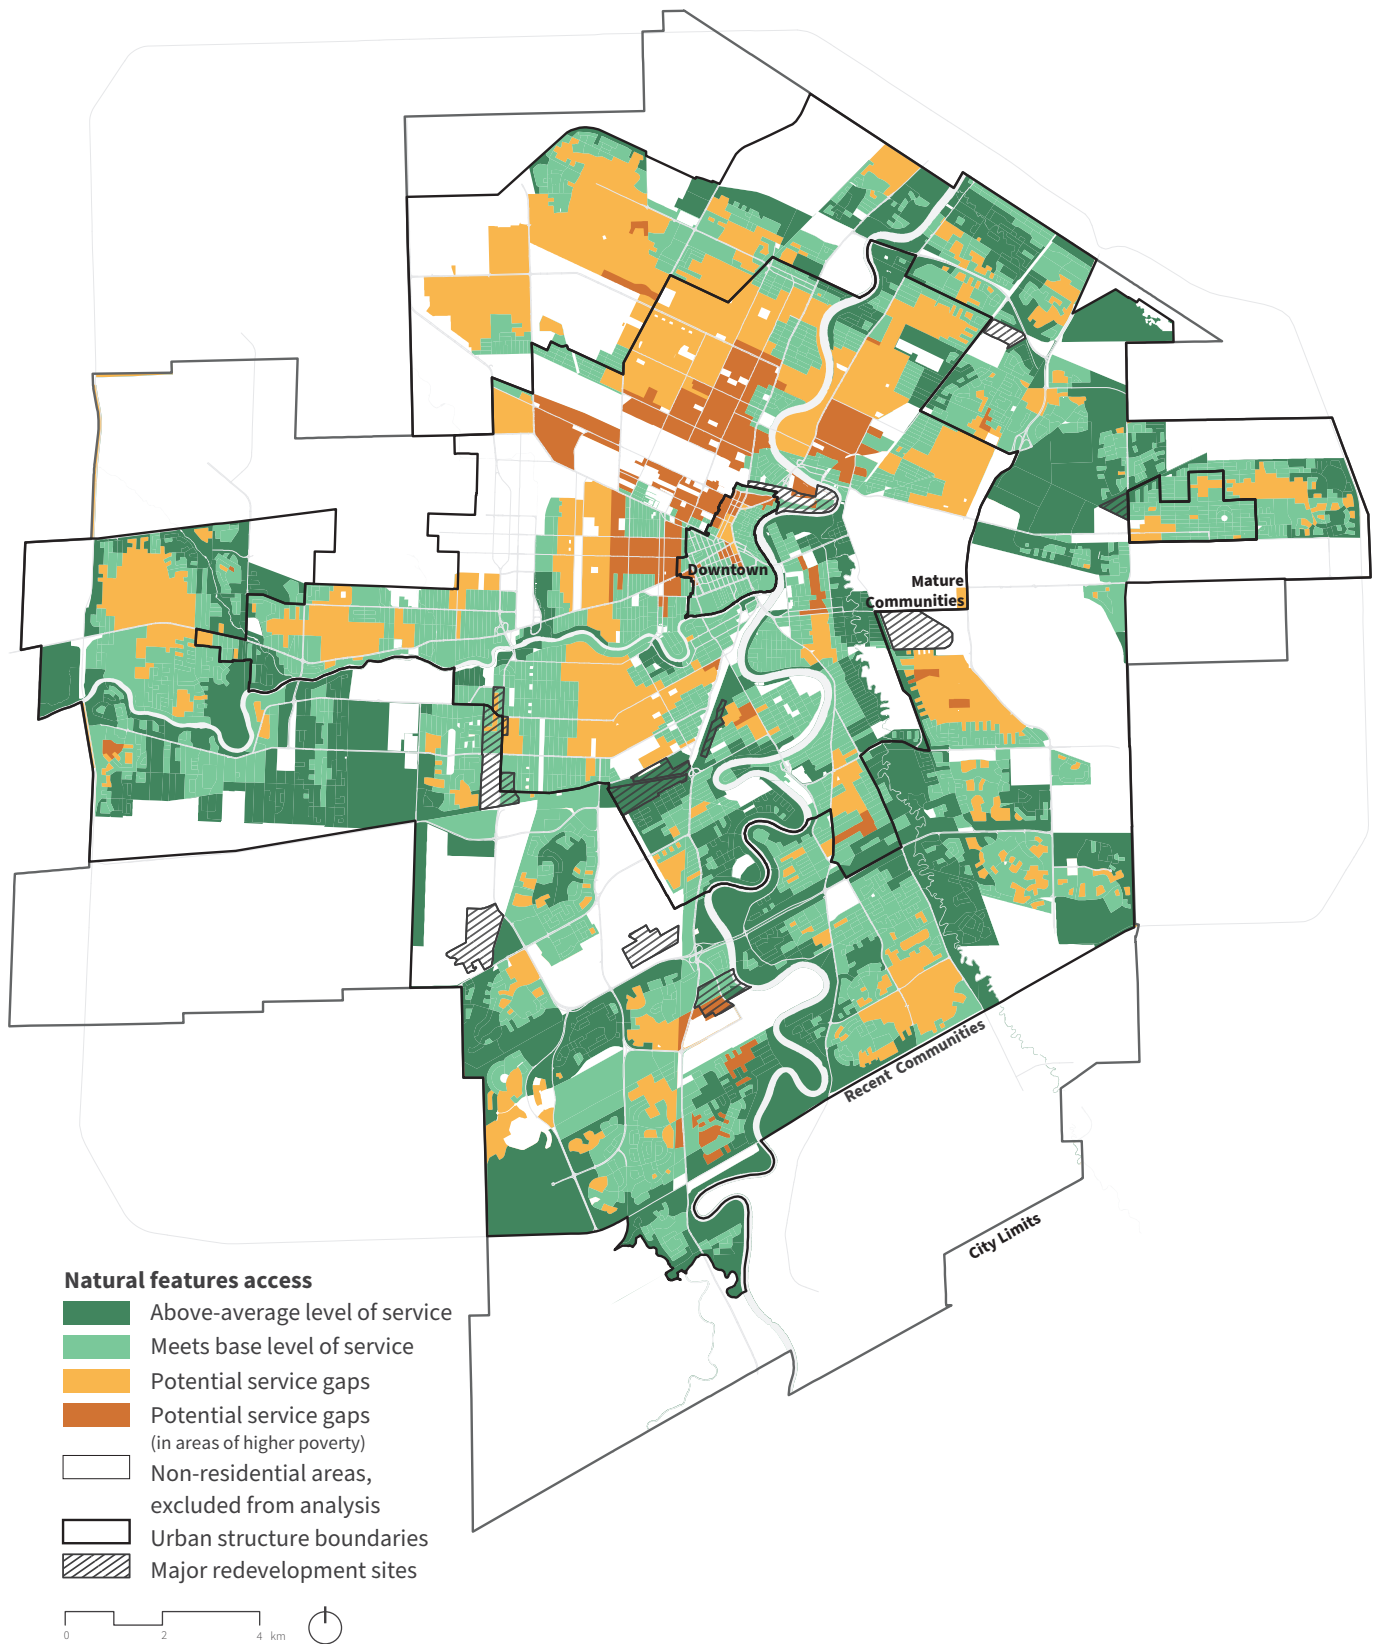 Downtown
Mature
Communities
Recent Communities
City Limits
Natural features access
Above-average level of service
Meets base level of service
Potential service gaps
Potential service gaps
(in areas of higher poverty)
Non-residential areas,
excluded from analysis
Urban structure boundaries
Major redevelopment sites
0 2 4 km